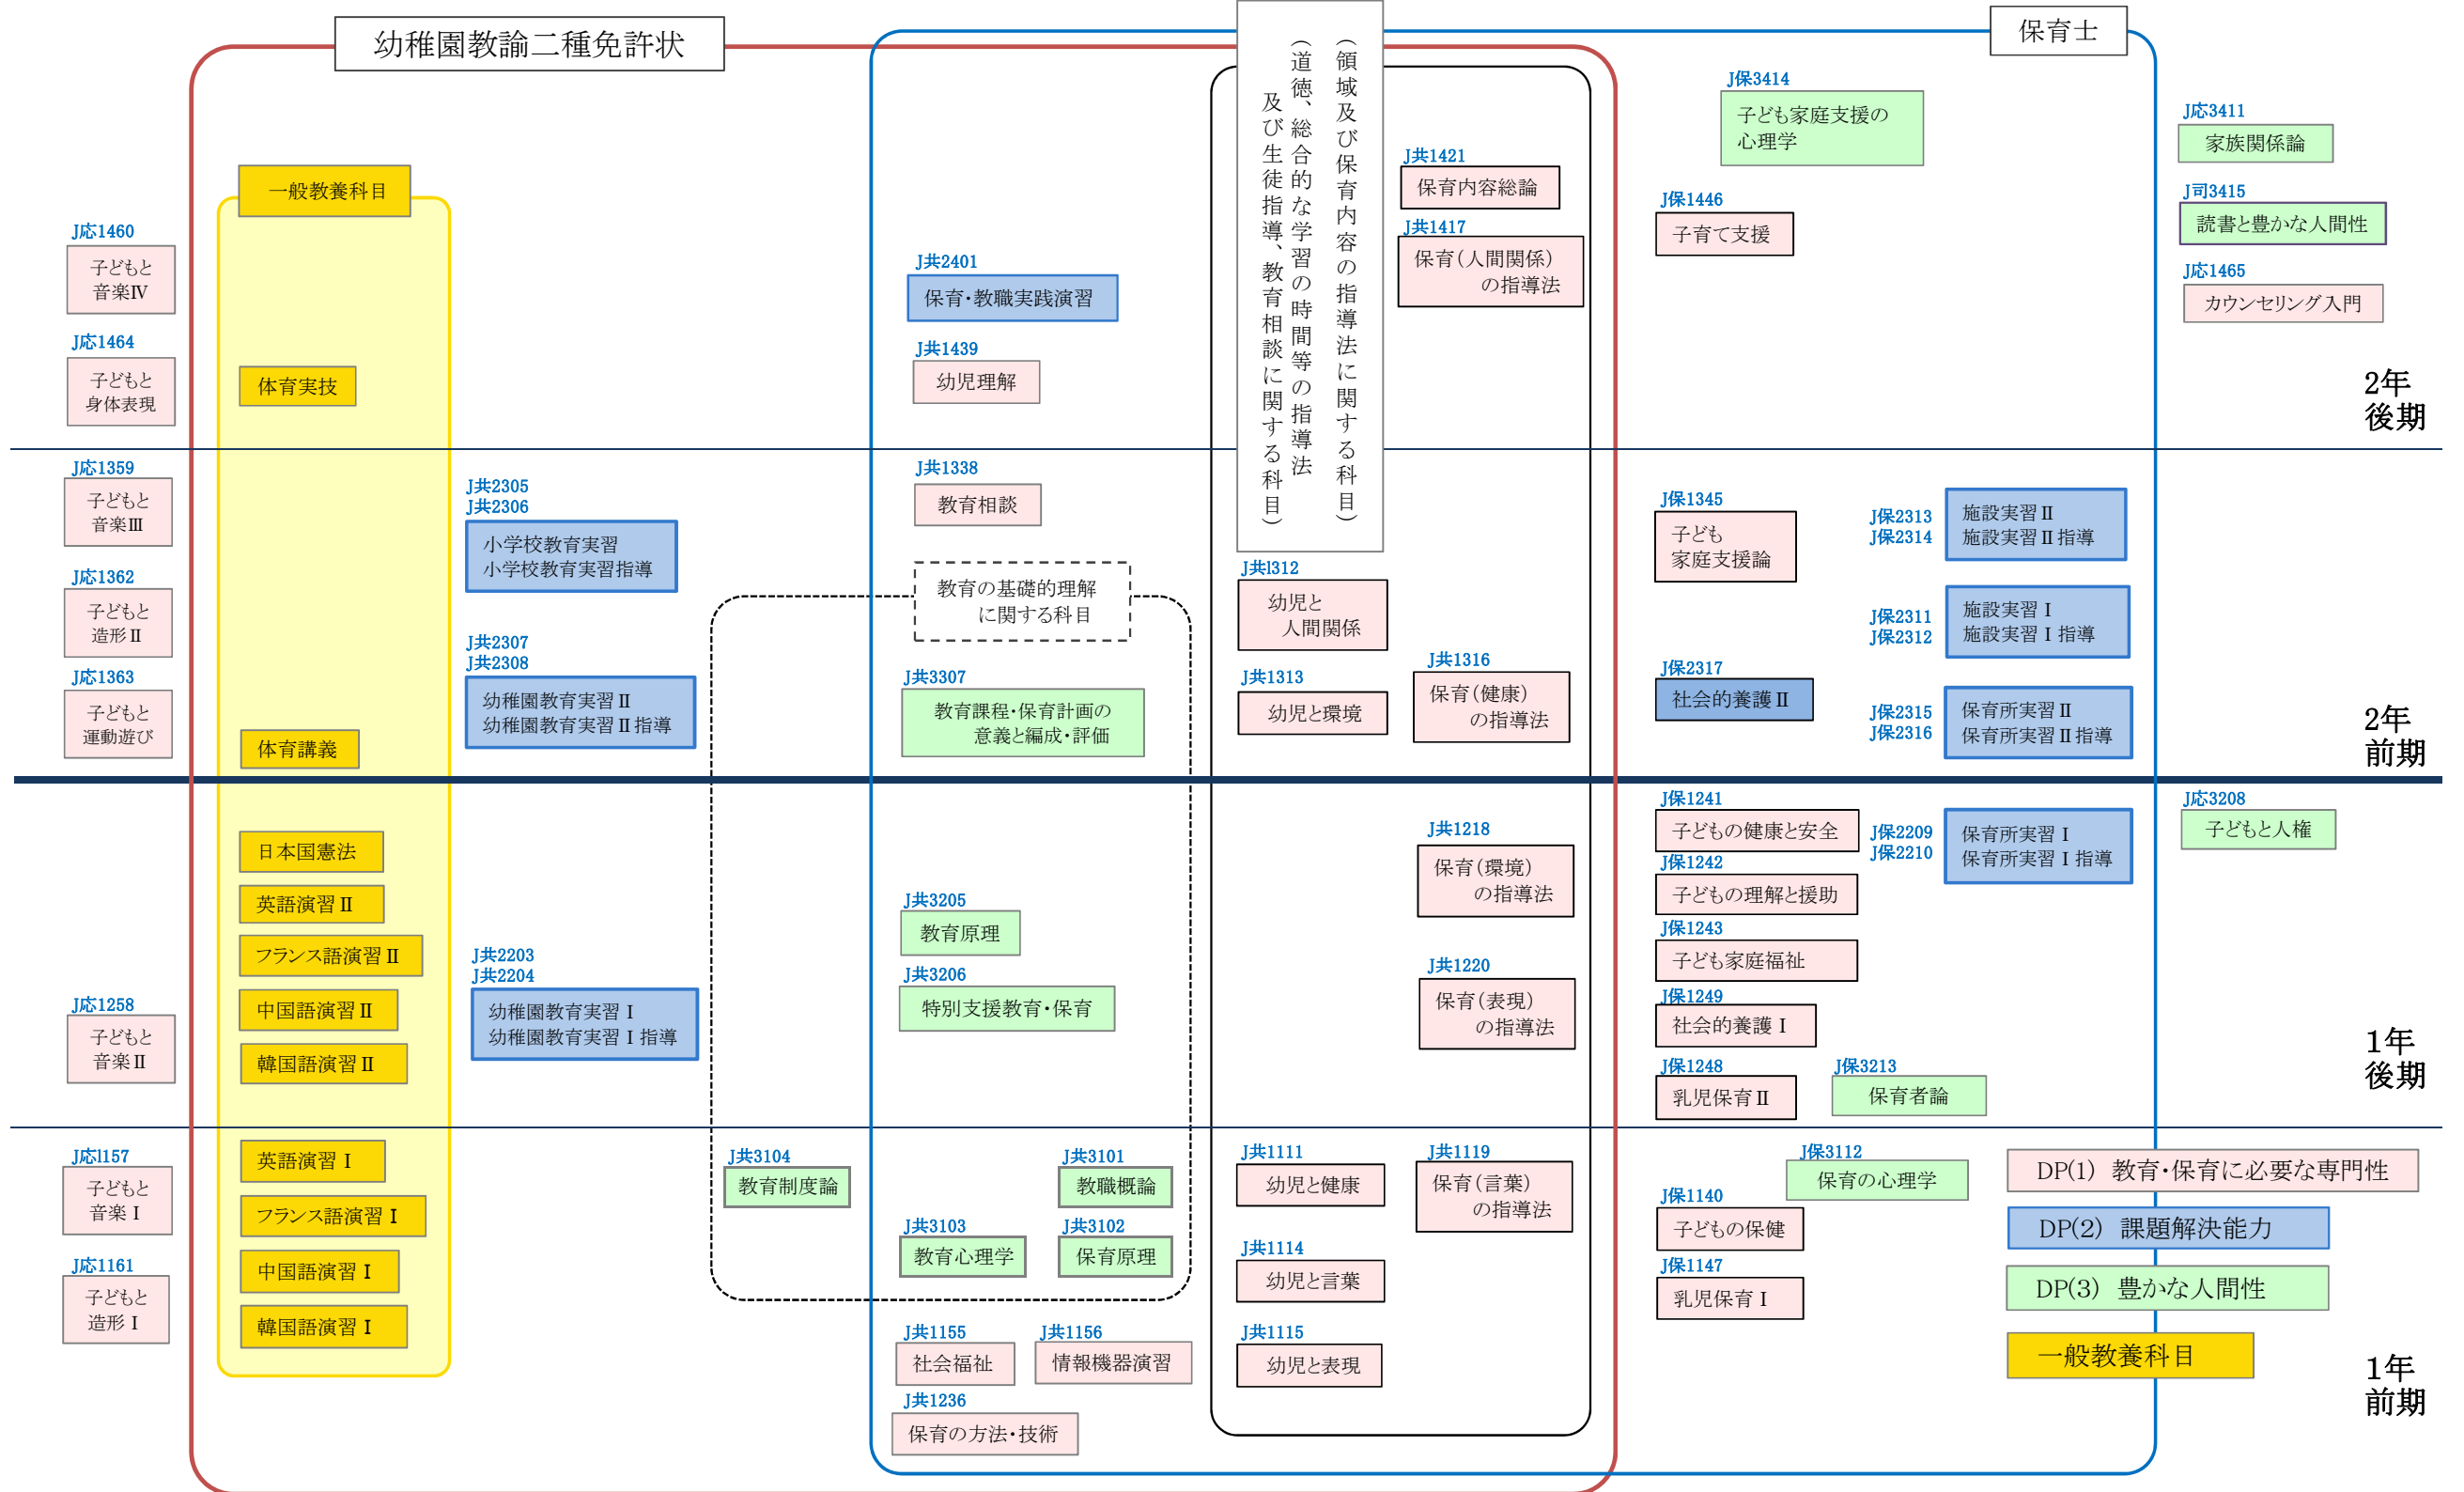 幼稚園教諭二種免許状
保育士
（領域及び保育内容の指導法に関する科目）
（道徳、総合的な学習の時間等の指導法
及び生徒指導、教育相談に関する科目）
一般教養科目
J応1460
子どもと
音楽Ⅳ
J応1464
子どもと
身体表現
体育実技
J共2401
保育・教職実践演習
J共1439
幼児理解
J共1421
保育内容総論
J共1417
保育（人間関係）
の指導法
J保3414
子ども家庭支援の
心理学
J保1446
子育て支援
J応3411
家族関係論
J司3415
読書と豊かな人間性
J応1465
カウンセリング入門
2年
後期
J応1359
子どもと
音楽Ⅲ
J応1362
子どもと
造形Ⅱ
J応1363
子どもと
運動遊び
体育講義
J共2305
J共2306
小学校教育実習
小学校教育実習指導
J共2307
J共2308
幼稚園教育実習Ⅱ
幼稚園教育実習Ⅱ指導
J共1338
教育相談
教育の基礎的理解
に関する科目
J共3307
教育課程・保育計画の
意義と編成・評価
J共l312
幼児と
人間関係
J共1313
幼児と環境
J共1316
保育（健康）
の指導法
J保1345
子ども
家庭支援論
J保2317
社会的養護Ⅱ
J保2313
J保2314
施設実習Ⅱ
施設実習Ⅱ指導
J保2311
J保2312
施設実習Ⅰ
施設実習Ⅰ指導
J保2315
J保2316
保育所実習Ⅱ
保育所実習Ⅱ指導
2年
前期
J応1258
子どもと
音楽Ⅱ
日本国憲法
英語演習Ⅱ
フランス語演習Ⅱ
中国語演習Ⅱ
韓国語演習Ⅱ
J共2203
J共2204
幼稚園教育実習Ⅰ
幼稚園教育実習Ⅰ指導
J共3205
教育原理
J共3206
特別支援教育・保育
J共1218
保育（環境）
の指導法
J共1220
保育（表現）
の指導法
J保1241
子どもの健康と安全
J保1242
子どもの理解と援助
J保1243
子ども家庭福祉
J保1249
社会的養護Ⅰ
J保1248
乳児保育Ⅱ
J保3213
保育者論
J保2209
J保2210
保育所実習Ⅰ
保育所実習Ⅰ指導
J応3208
子どもと人権
1年
後期
J応l157
子どもと
音楽Ⅰ
J応1161
子どもと
造形Ⅰ
英語演習Ⅰ
フランス語演習Ⅰ
中国語演習Ⅰ
韓国語演習Ⅰ
J共3104
教育制度論
J共3101
教職概論
J共3103
教育心理学
J共3102
保育原理
J共1155
社会福祉
J共1156
情報機器演習
J共1236
保育の方法・技術
J共1111
幼児と健康
J共1114
幼児と言葉
J共1115
幼児と表現
J共1119
保育（言葉）
の指導法
J保3112
保育の心理学
J保1140
子どもの保健
J保1147
乳児保育Ⅰ
DP(1) 教育・保育に必要な専門性
DP(2) 課題解決能力
DP(3) 豊かな人間性
一般教養科目
1年
前期